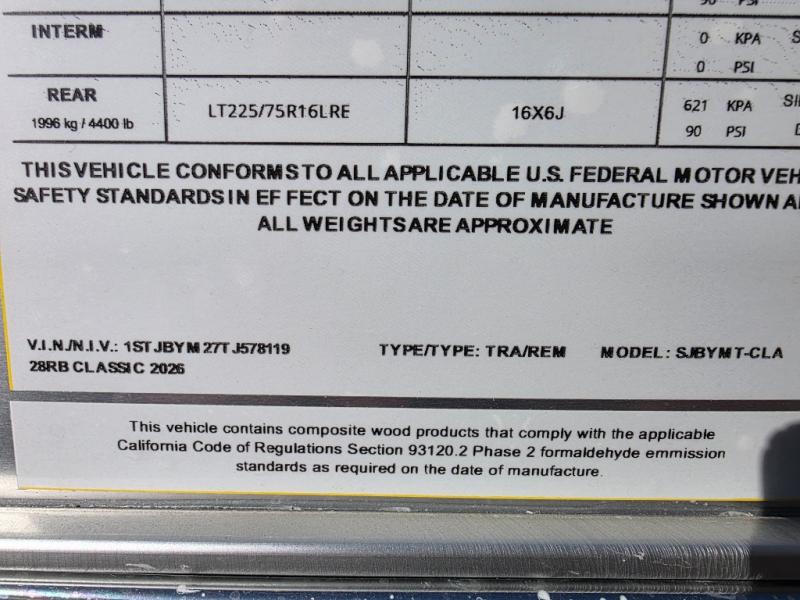 INTERM 0 KPA
0 PSI
REAR LT225/75R16LRE 16X6J 621 KPA
1996 kg / 4400 lb 90 PSI
THIS VEHICLE CONFORMS TO ALL APPLICABLE U.S. FEDERAL MOTOR VEH
SAFETY STANDARDS IN EF FECT ON THE DATE OF MANUFACTURE SHOWN A
ALL WEIGHTS ARE APPROXIMATE
V.I.N./N.I.V.: 1STJBYM27TJ578119 TYPE/TYPE: TRA/REM MODEL: SJBYMT-CLA
28RB CLASSIC 2026
This vehicle contains composite wood products that comply with the applicable
California Code of Regulations Section 93120.2 Phase 2 formaldehyde emmission
standards as required on the date of manufacture.